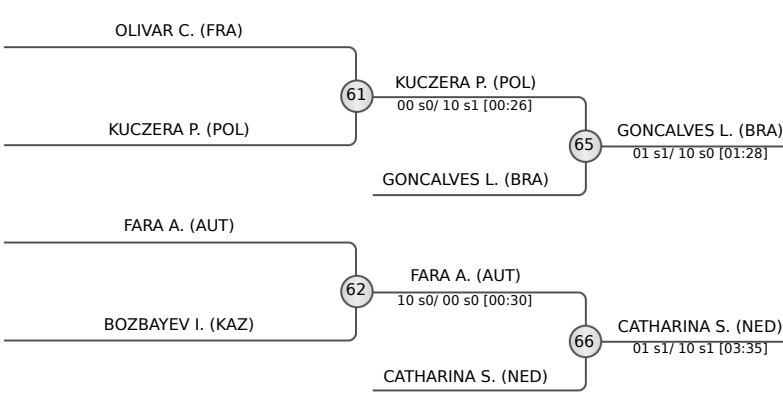 OLIVAR C. (FRA)
61
KUCZERA P. (POL)
00 s0/ 10 s1 [00:26]
KUCZERA P. (POL)
65
GONCALVES L. (BRA)
01 s1/ 10 s0 [01:28]
GONCALVES L. (BRA)
FARA A. (AUT)
62
FARA A. (AUT)
10 s0/ 00 s0 [00:30]
BOZBAYEV I. (KAZ)
66
CATHARINA S. (NED)
01 s1/ 10 s1 [03:35]
CATHARINA S. (NED)